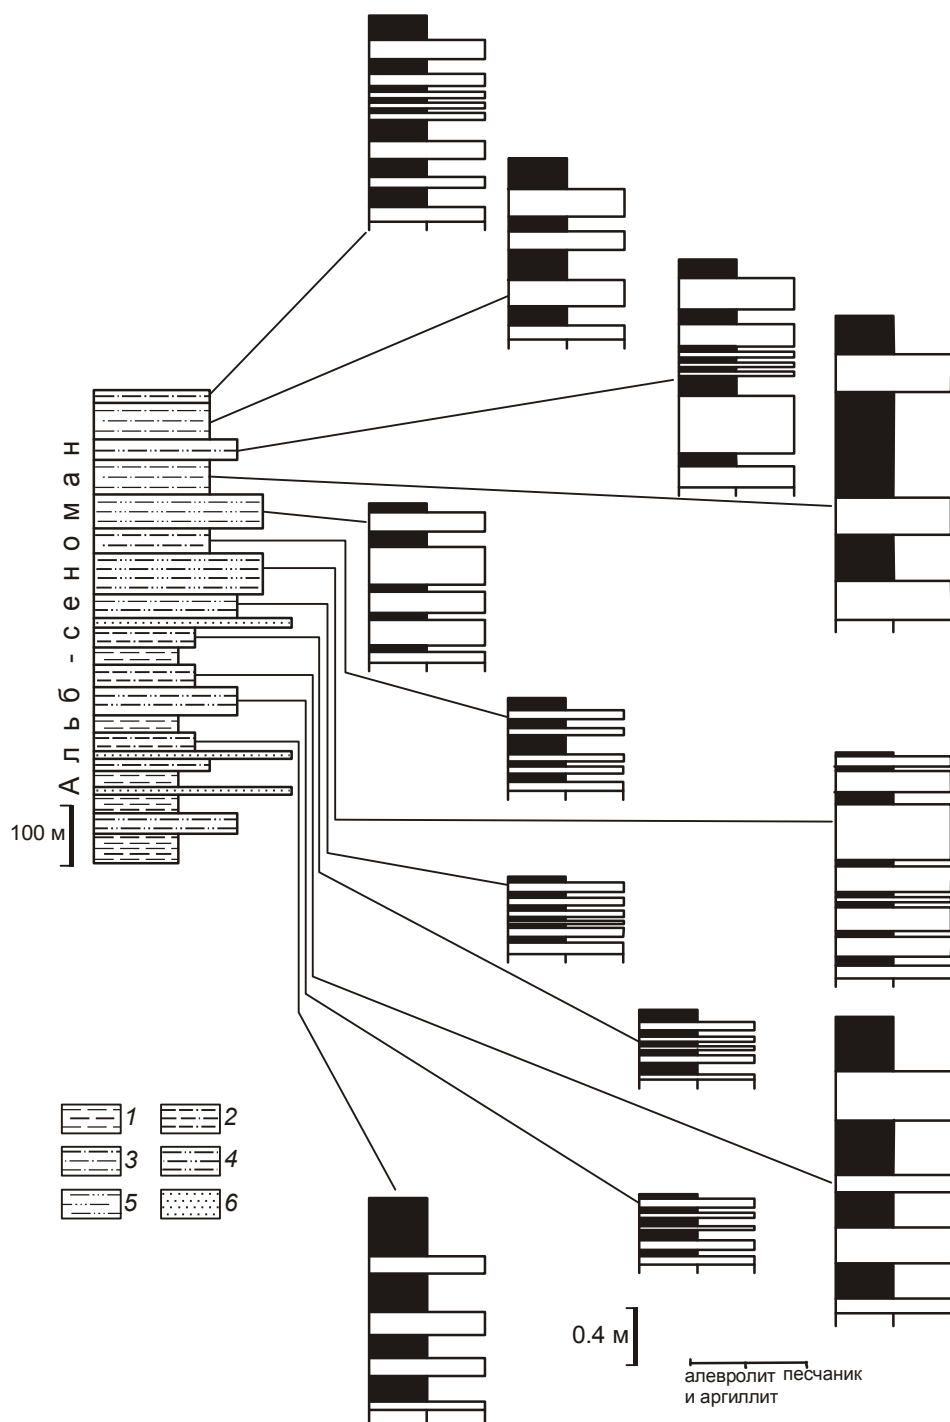 Альб-сеноман
100 м
1
2
3
4
5
6
0.4 м
алевролит песчаник
и аргиллит